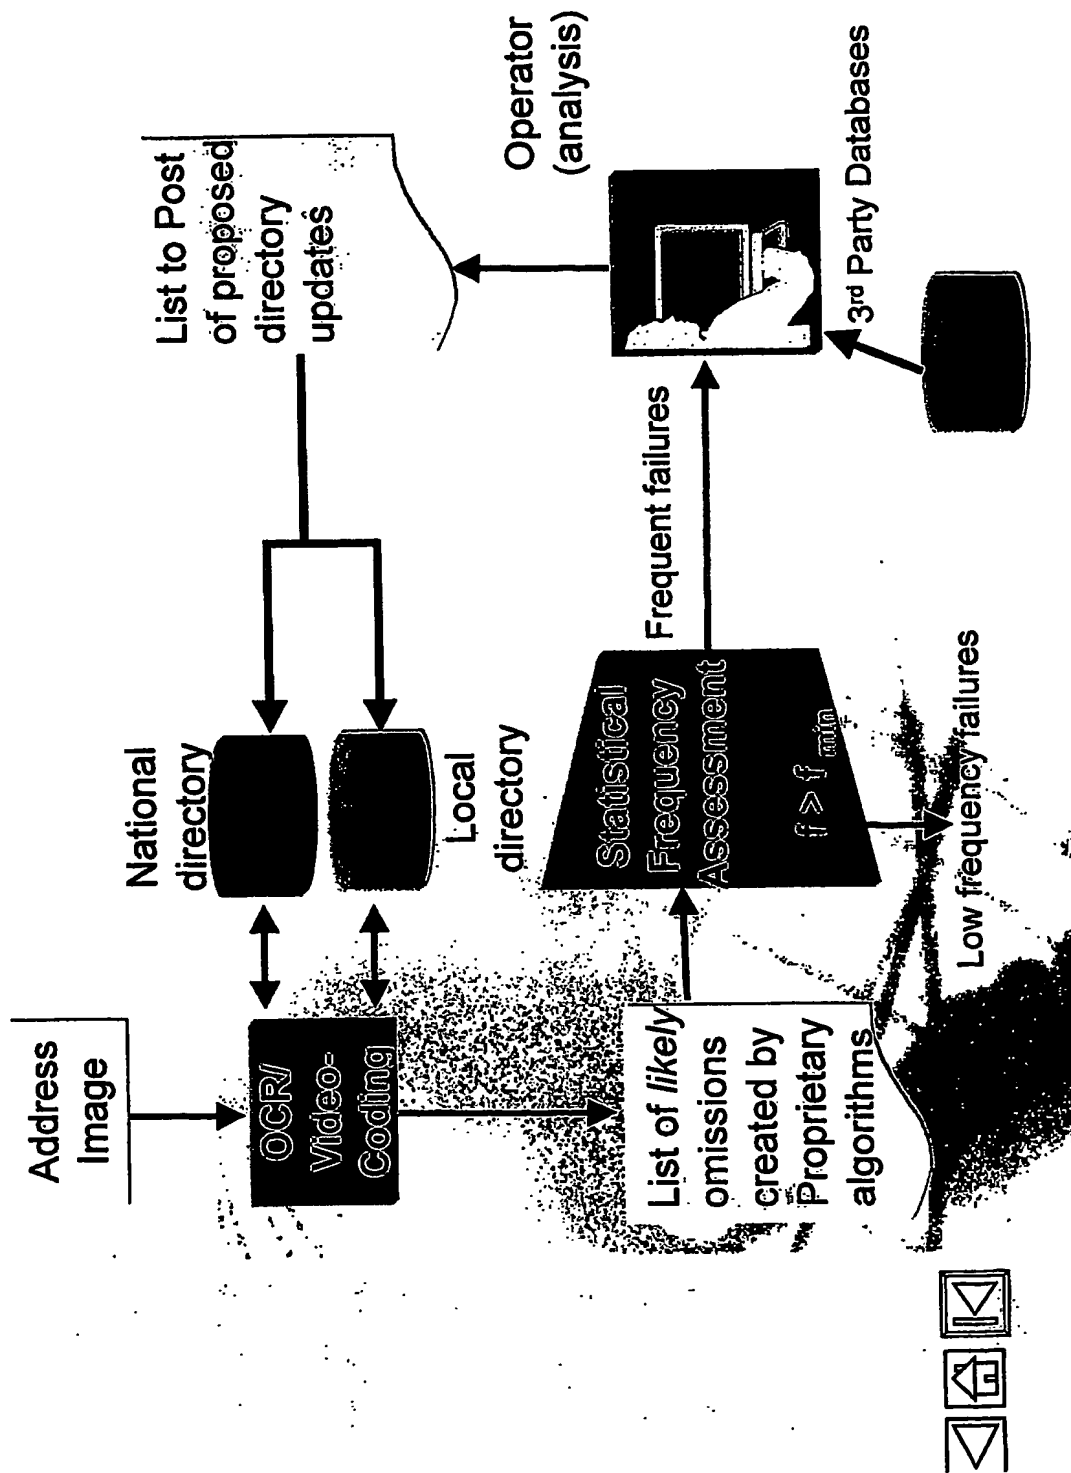 Address
Image
OCR/
Video-
Coding
National
directory
Local
directory
List to Post
of proposed
directory
updates
List of likely
omissions
created by
Proprietary
algorithms
Statistical
Frequency
Assessment
f > f min
Low frequency failures
Frequent failures
Operator
(analysis)
3rd Party Databases